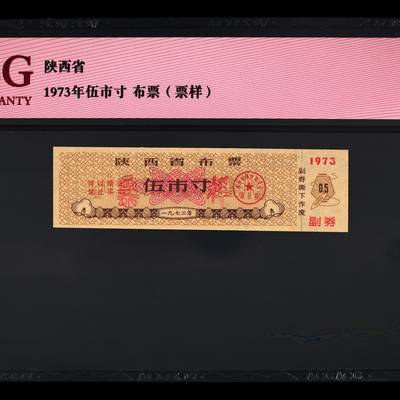 G
陕西省
ANTY
1973年伍市寸 布票（票样）
陕西省布票
1973
伍市寸
0.5
副券撕下作废
一九七三年
副券